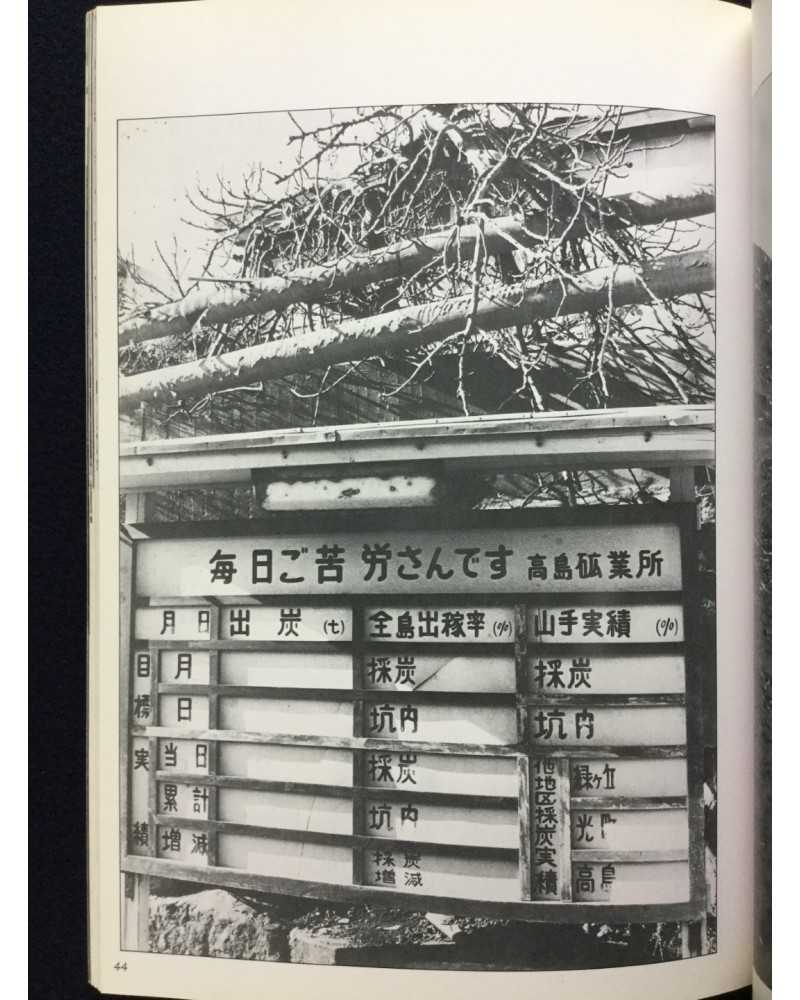 毎日ご苦労さんです 高島砿業所
月日 出炭(t) 全島出稼率(%) 山手実績(%)
目標 月 採炭 採炭
日 坑内 坑内
実績 当日 採炭 他地区採炭実績 緑ヶ丘
累計 坑内 光
増減 採炭増減 高島
44